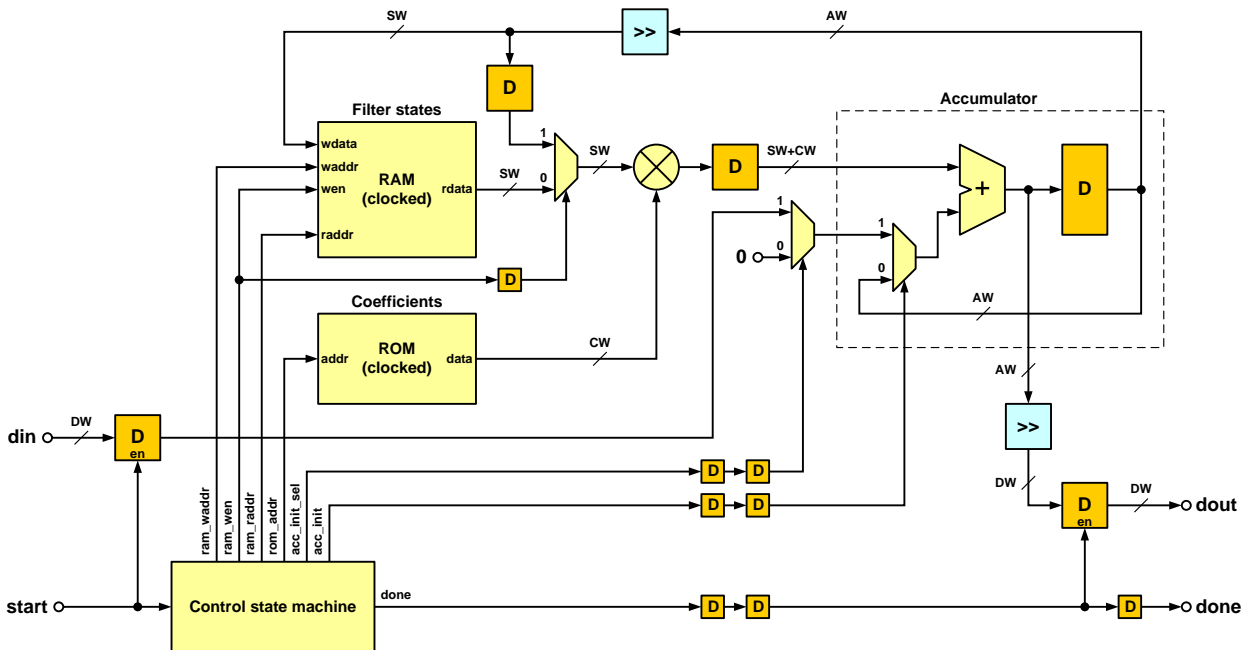 SW
>>
AW
D
Filter states
Accumulator
wdata
waddr
wen
raddr
RAM
(clocked)
rdata
SW
1
0
SW
D
SW+CW
+
D
1
0
0
1
0
D
AW
Coefficients
addr
ROM
(clocked)
data
CW
AW
>>
din
DW
D
en
D
D
DW
D
en
DW
dout
ram_waddr
ram_wen
ram_raddr
rom_addr
acc_init_sel
acc_init
D
D
start
Control state machine
done
D
D
D
done